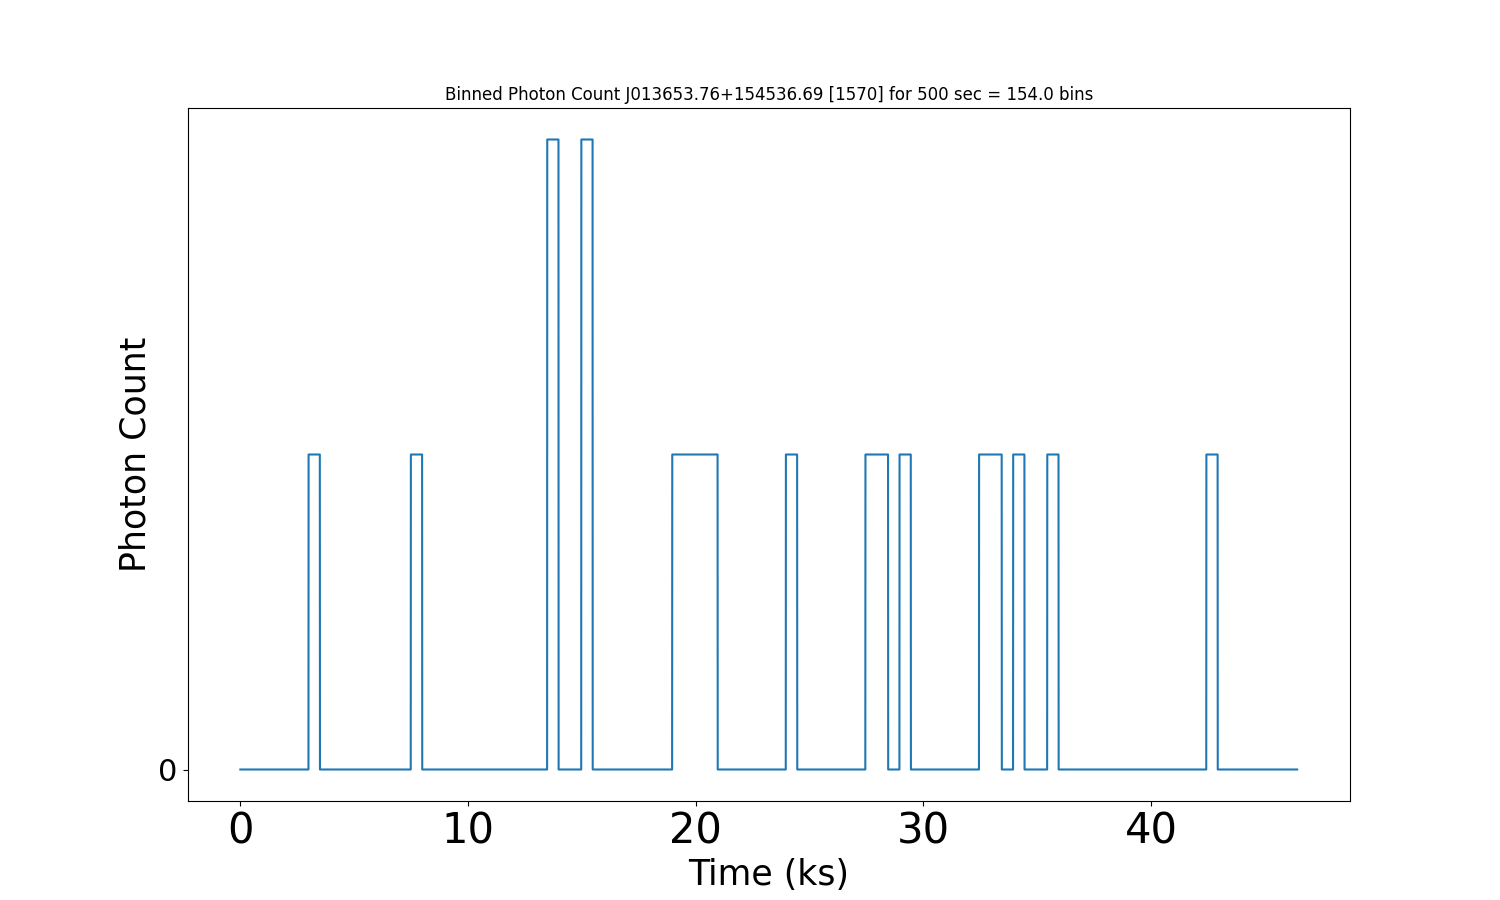 Binned Photon Count J013653.76+154536.69 [1570] for 500 sec = 154.0 bins
Photon Count
0
0 10 20 30 40
Time (ks)